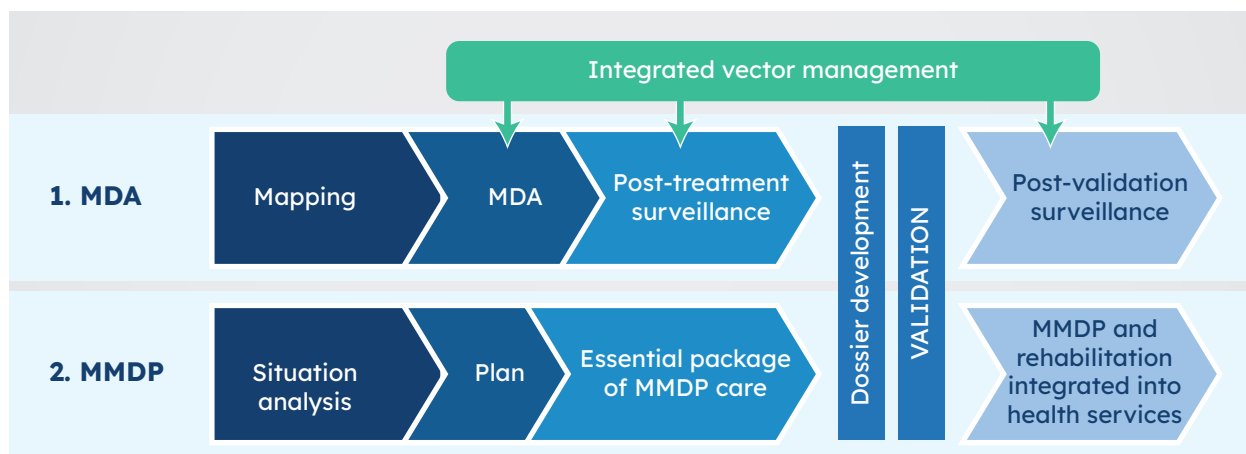 Integrated vector management
1. MDA
Mapping
MDA
Post-treatment
surveillance
Dossier development
VALIDATION
Post-validation
surveillance
2. MMDP
Situation
analysis
Plan
Essential package
of MMDP care
MMDP and
rehabilitation
integrated into
health services